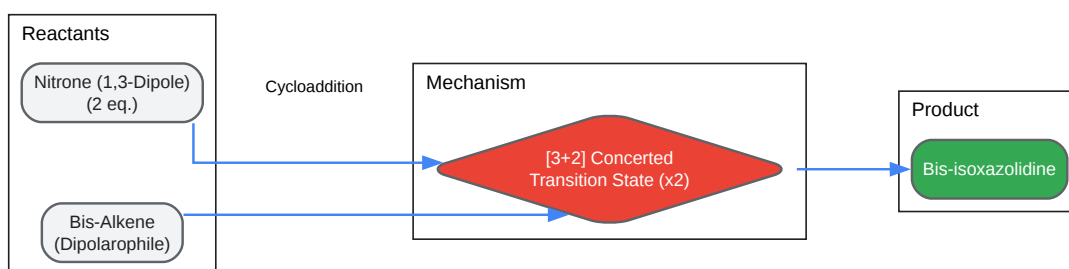 Reactants
Nitrone (1,3-Dipole)
(2 eq.)
Bis-Alkene
(Dipolarophile)
Cycloaddition
Mechanism
[3+2] Concerted
Transition State (x2)
Product
Bis-isoxazolidine